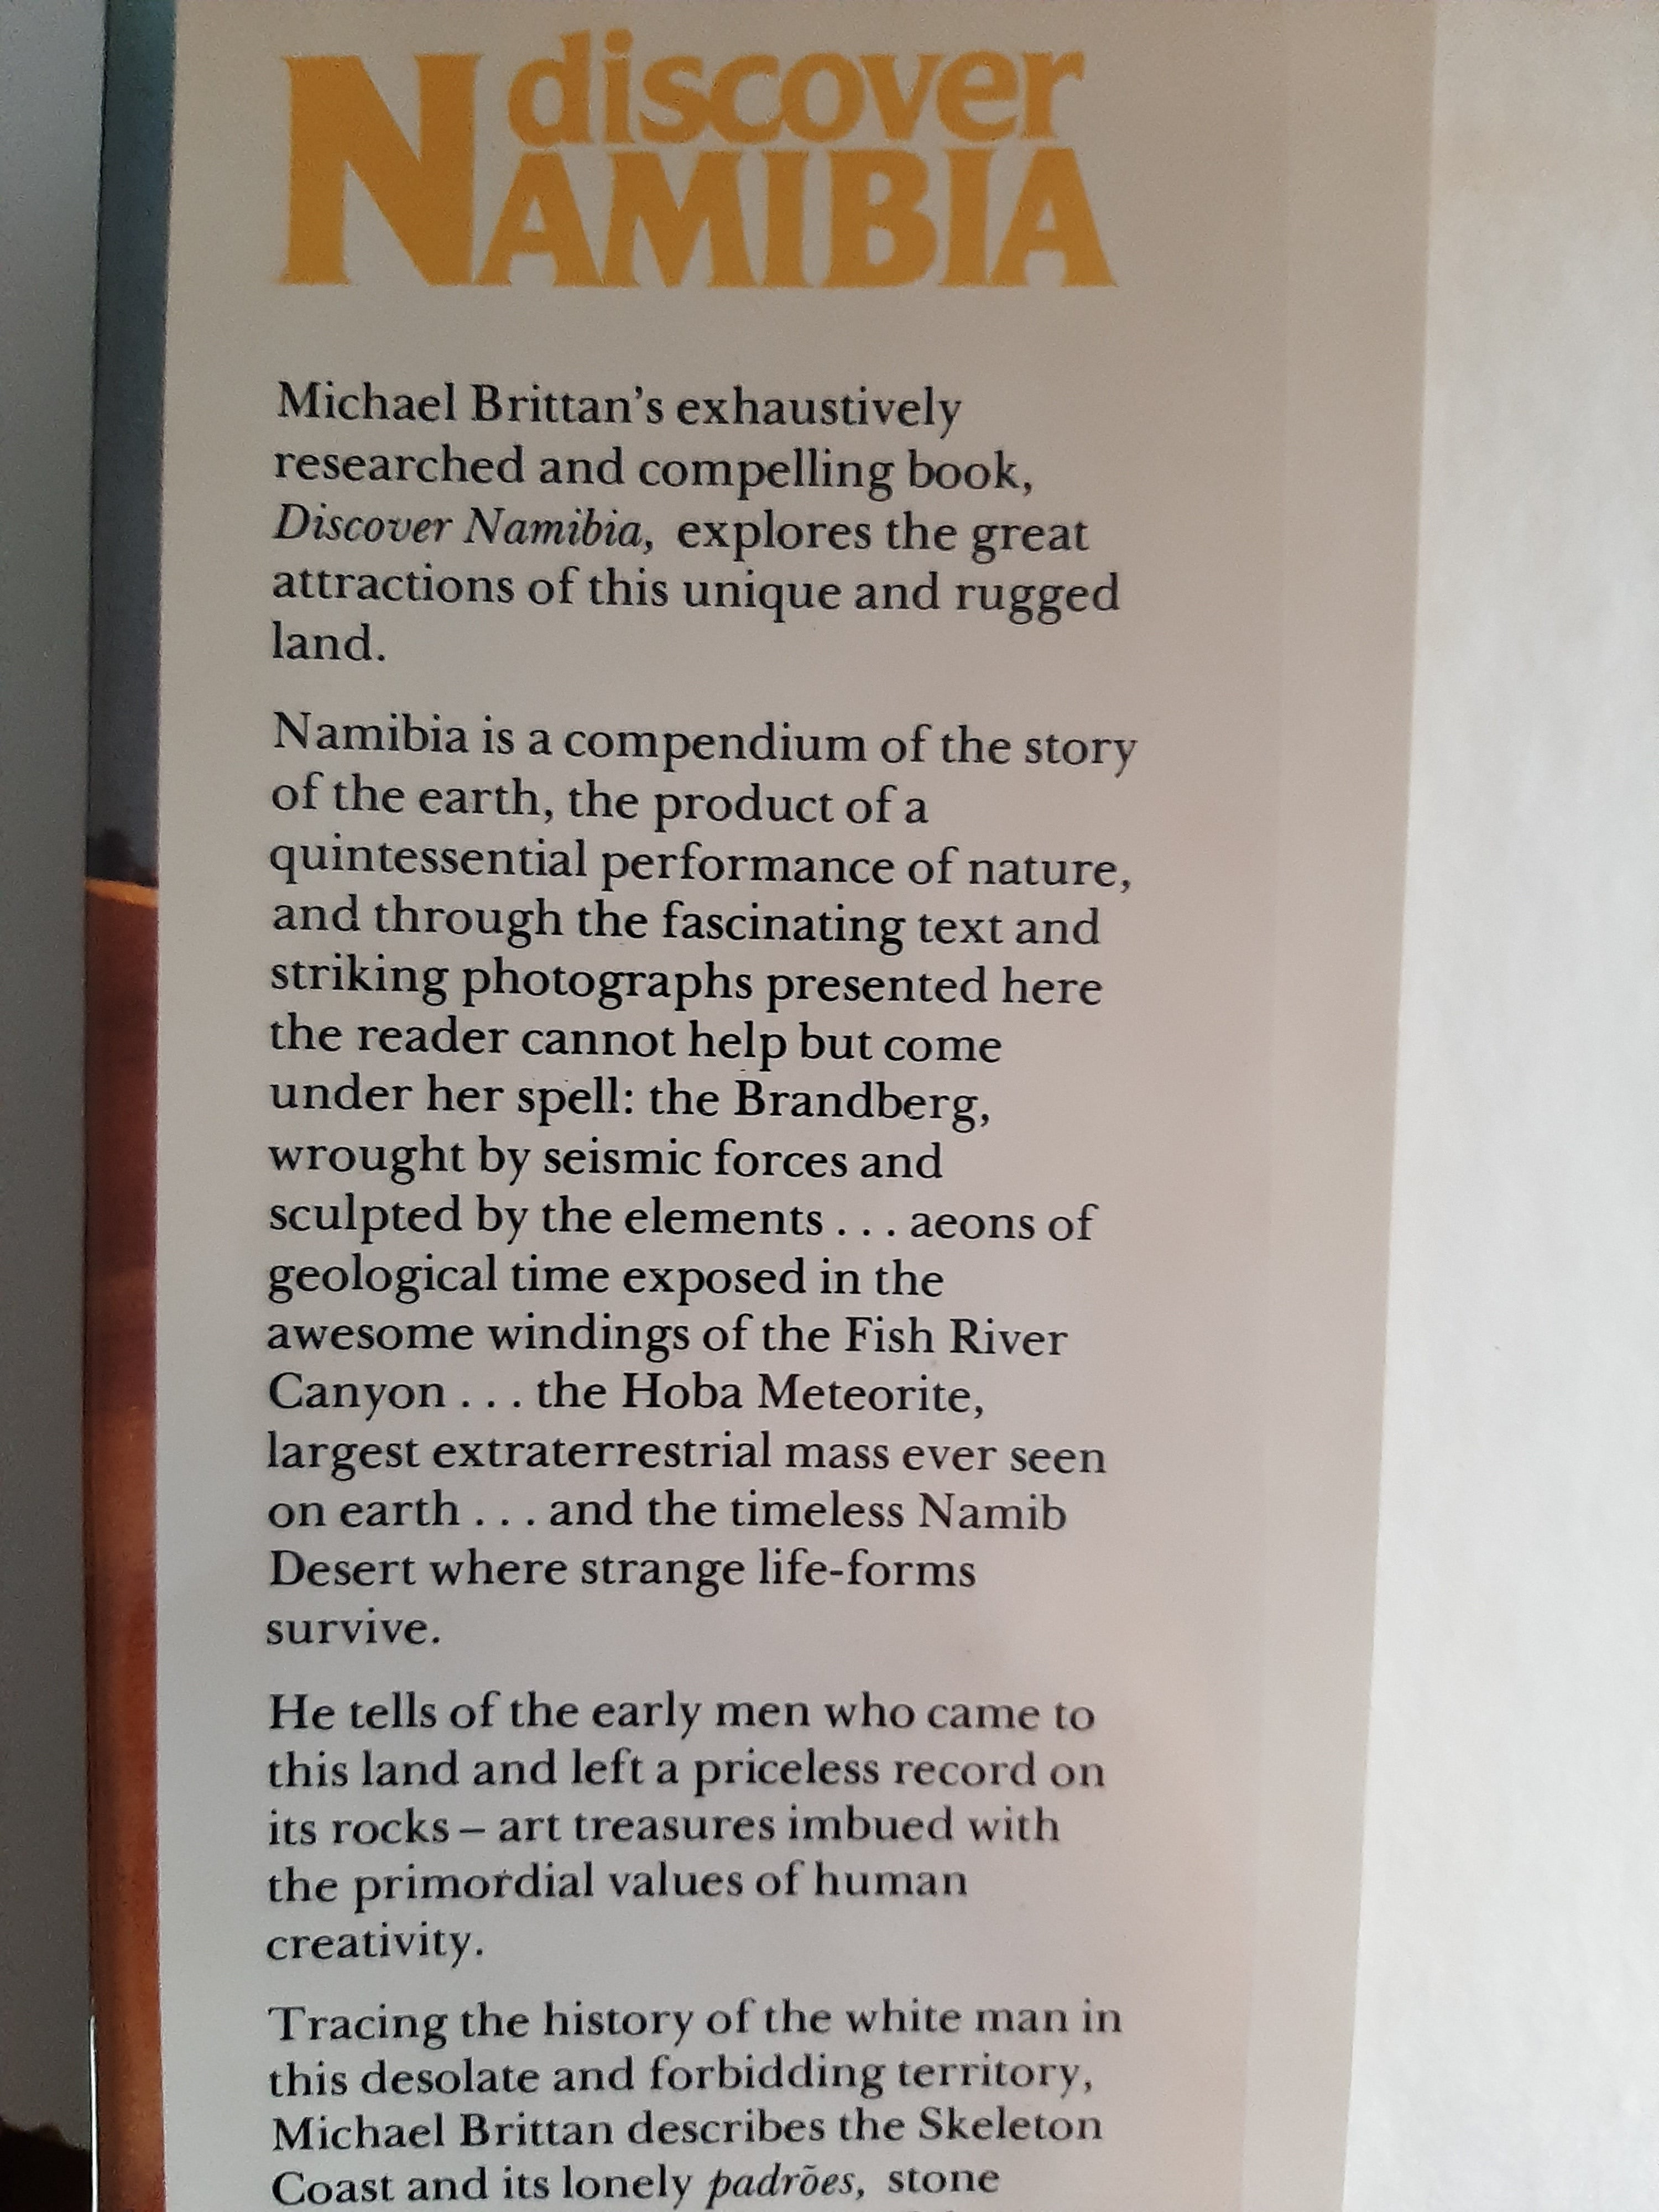 discover
NAMIBIA
Michael Brittan’s exhaustively
researched and compelling book,
Discover Namibia, explores the great
attractions of this unique and rugged
land.
Namibia is a compendium of the story
of the earth, the product of a
quintessential performance of nature,
and through the fascinating text and
striking photographs presented here
the reader cannot help but come
under her spell: the Brandberg,
wrought by seismic forces and
sculpted by the elements . . . aeons of
geological time exposed in the
awesome windings of the Fish River
Canyon . . . the Hoba Meteorite,
largest extraterrestrial mass ever seen
on earth . . . and the timeless Namib
Desert where strange life-forms
survive.
He tells of the early men who came to
this land and left a priceless record on
its rocks – art treasures imbued with
the primordial values of human
creativity.
Tracing the history of the white man in
this desolate and forbidding territory,
Michael Brittan describes the Skeleton
Coast and its lonely padrões, stone